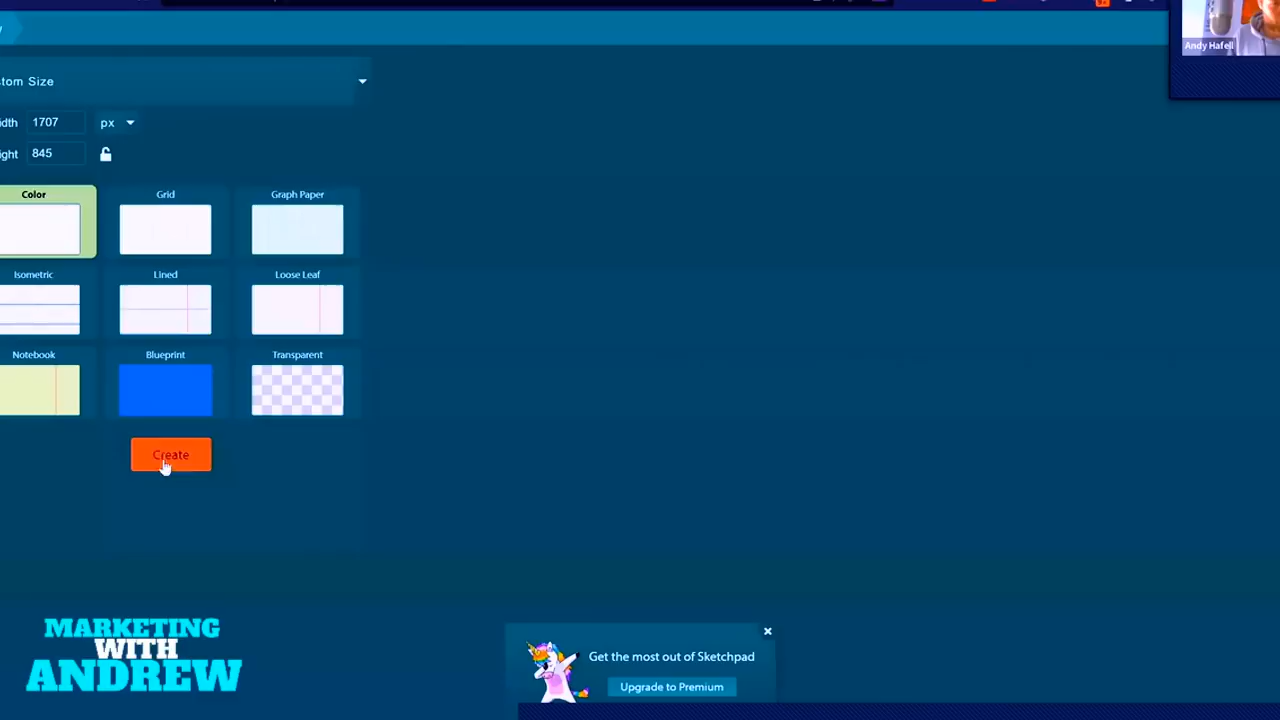 Andy Hafell
tom Size
idth 1707 px
ight 845
Color Grid Graph Paper
Isometric Lined Loose Leaf
Notebook Blueprint Transparent
Create
MARKETING
WITH
ANDREW
Get the most out of Sketchpad
Upgrade to Premium